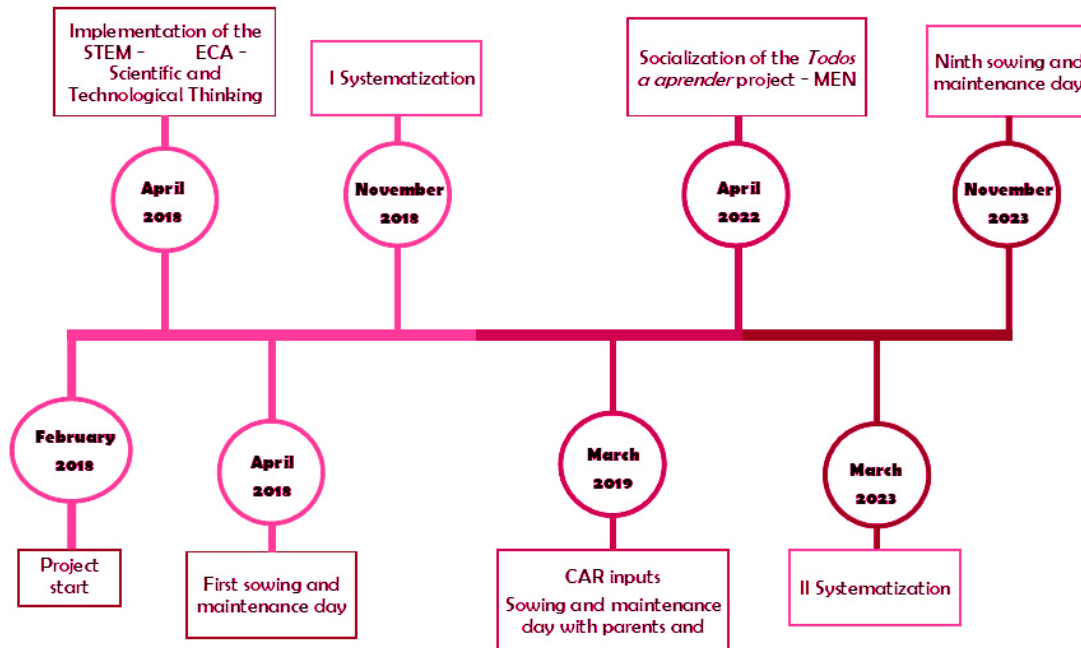 Implementation of the
STEM - ECA -
Scientific and
Technological Thinking
I Systematization
Socialization of the Todos
a aprender project - MEN
Ninth sowing and
maintenance day
April
2018
November
2018
April
2022
November
2023
February
2018
April
2018
March
2019
March
2023
Project
start
First sowing and
maintenance day
CAR inputs
Sowing and maintenance
day with parents and
II Systematization